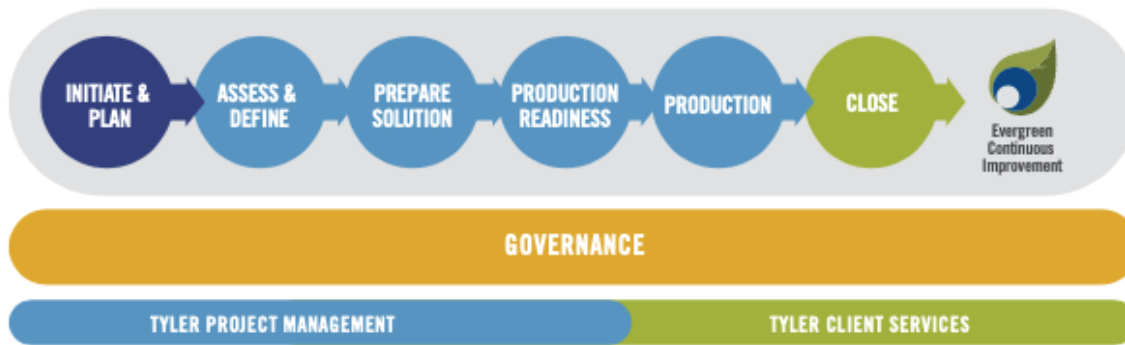 INITIATE &
PLAN
ASSESS &
DEFINE
PREPARE
SOLUTION
PRODUCTION
READINESS
PRODUCTION
CLOSE
Evergreen
Continuous
Improvement
GOVERNANCE
TYLER PROJECT MANAGEMENT
TYLER CLIENT SERVICES